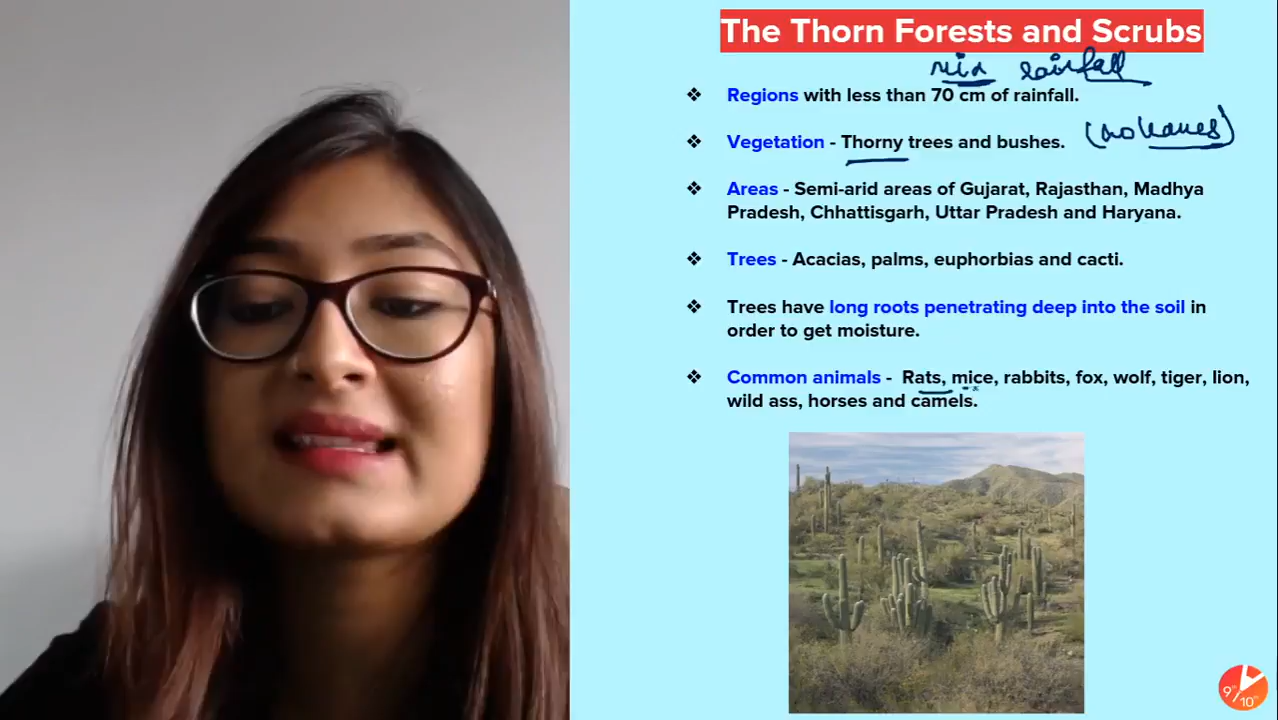 The Thorn Forests and Scrubs
min rainfall
❖ Regions with less than 70 cm of rainfall.
(no leaves)
❖ Vegetation - Thorny trees and bushes.
❖ Areas - Semi-arid areas of Gujarat, Rajasthan, Madhya
Pradesh, Chhattisgarh, Uttar Pradesh and Haryana.
❖ Trees - Acacias, palms, euphorbias and cacti.
❖ Trees have long roots penetrating deep into the soil in
order to get moisture.
❖ Common animals - Rats, mice, rabbits, fox, wolf, tiger, lion,
wild ass, horses and camels.
9th 10th